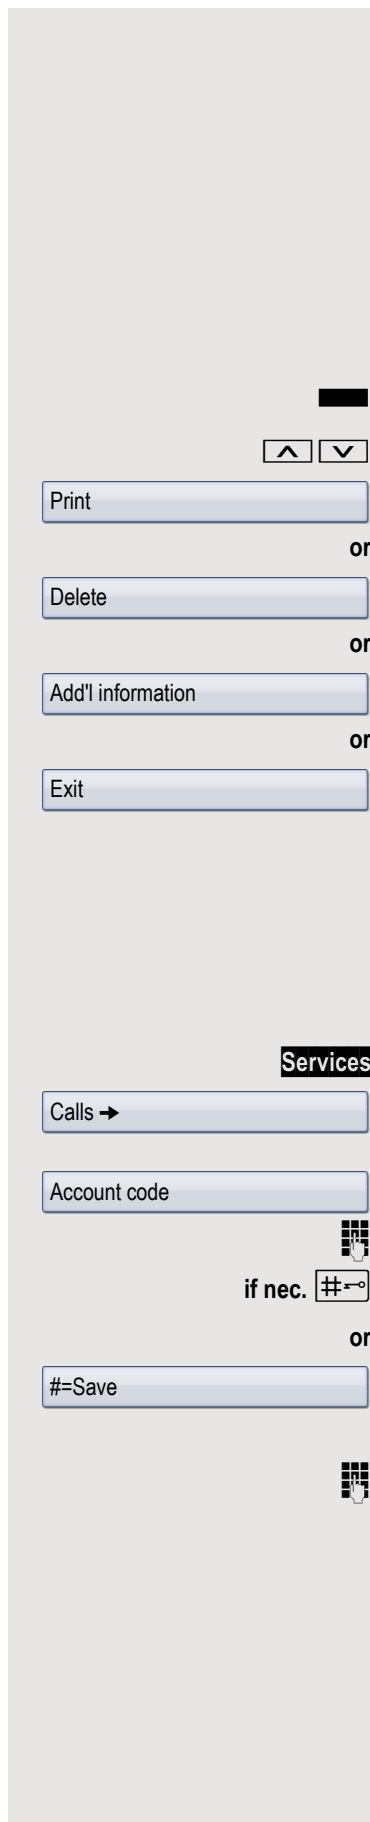 Print
or
Delete
or
Add'l information
or
Exit
Services
Calls →
Account code
if nec. #
or
#=Save